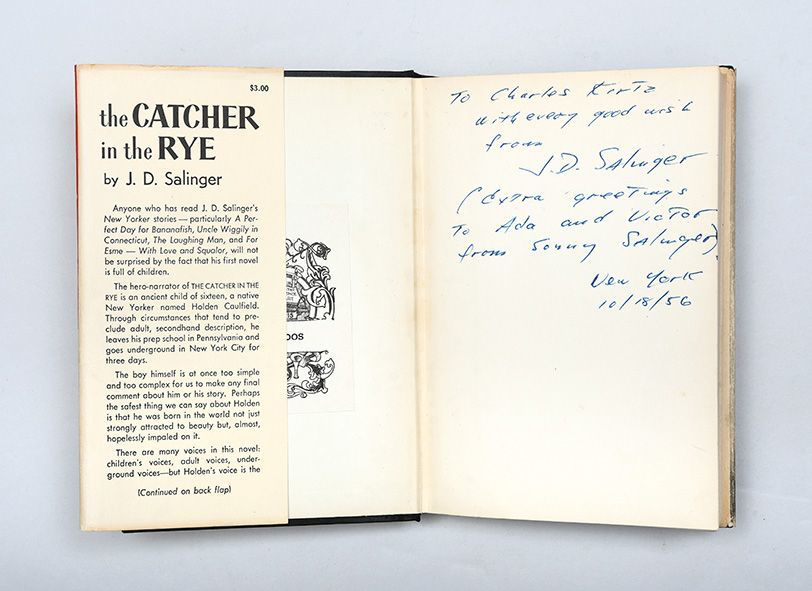 $3.00
the CATCHER
in the RYE
by J. D. Salinger
Anyone who has read J. D. Salinger's
New Yorker stories — particularly A Per-
fect Day for Bananafish, Uncle Wiggily in
Connecticut, The Laughing Man, and For
Esme — With Love and Squalor, will not
be surprised by the fact that his first novel
is full of children.
The hero-narrator of THE CATCHER IN THE
RYE is an ancient child of sixteen, a native
New Yorker named Holden Caulfield.
Through circumstances that tend to pre-
clude adult, secondhand description, he
leaves his prep school in Pennsylvania and
goes underground in New York City for
three days.
The boy himself is at once too simple
and too complex for us to make any final
comment about him or his story. Perhaps
the safest thing we can say about Holden
is that he was born in the world not just
strongly attracted to beauty but, almost,
hopelessly impaled on it.
There are many voices in this novel:
children's voices, adult voices, under-
ground voices—but Holden's voice is the
(Continued on back flap)
OOS
To Charles Kirtz
with every good wish
from
J.D. Salinger
(Extra greetings
to Ada and Victor
from Sonny Salinger)
New York
10/18/56